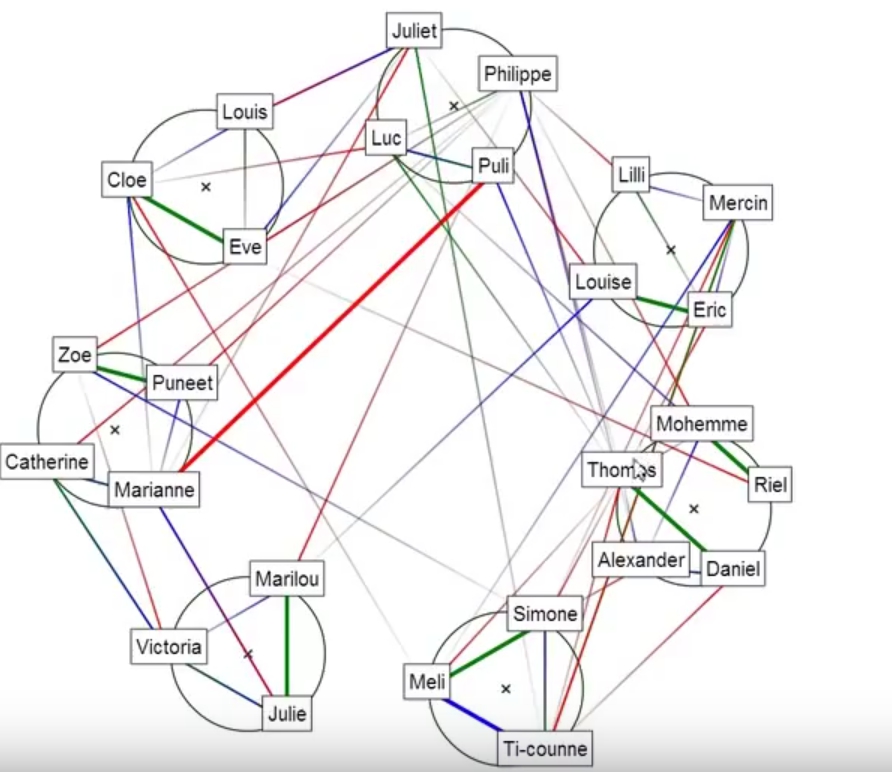 Juliet
Philippe
Louis
Luc
Puli
Cloe
Eve
Lilli
Mercin
Louise
Eric
Zoe
Puneet
Catherine
Marianne
Mohemme
Riel
Alexander
Daniel
Marilou
Victoria
Julie
Simone
Meli
Ti-counne